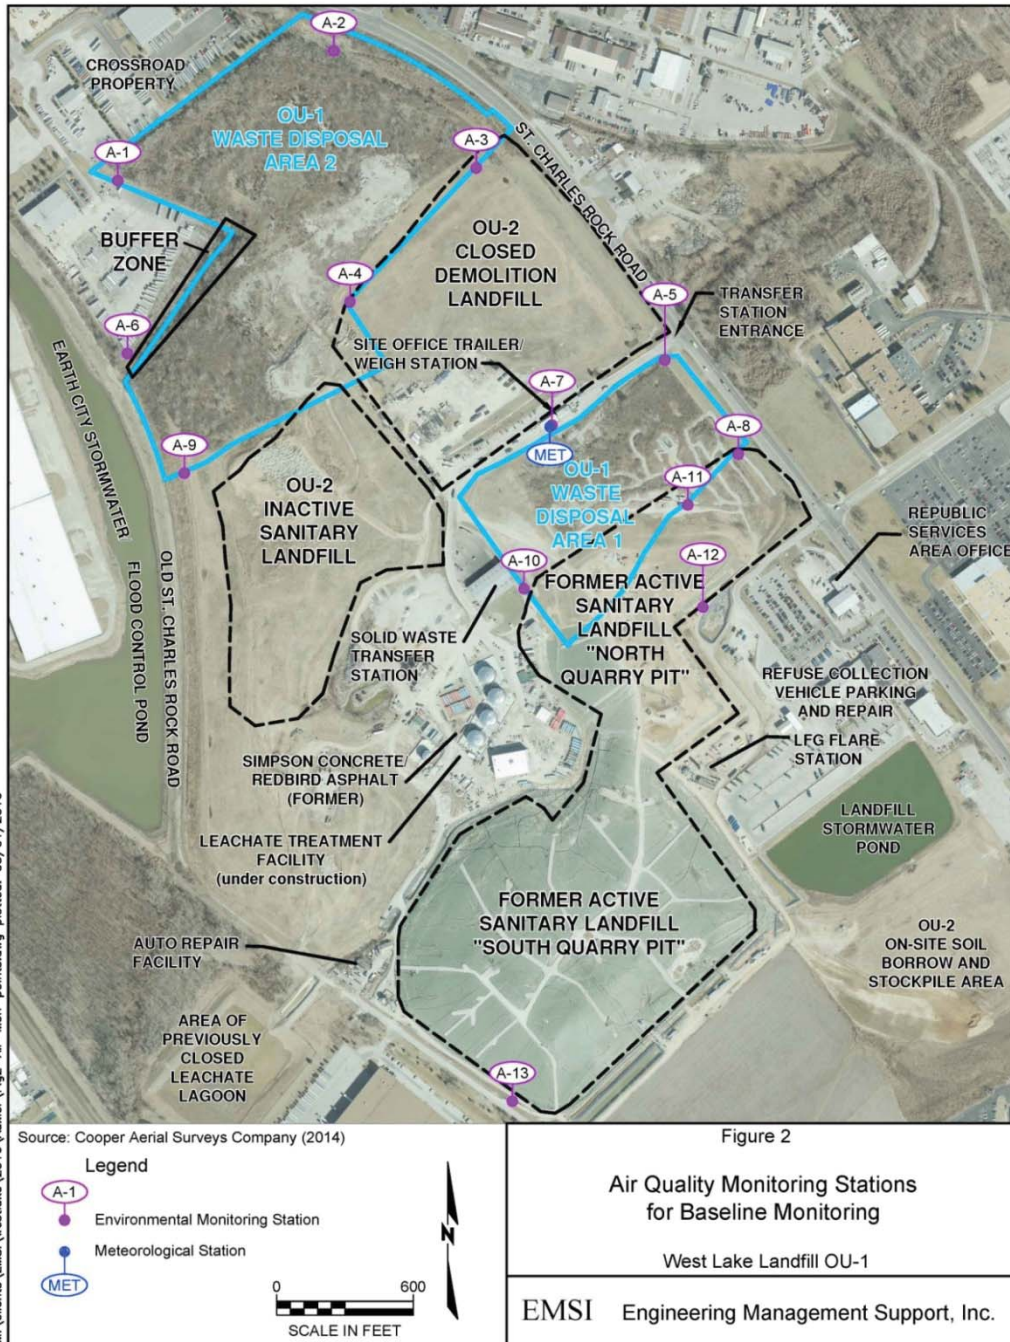 A-2
CROSSROAD
PROPERTY
OU-1
WASTE DISPOSAL
AREA 2
A-3
ST. CHARLES ROCK ROAD
A-1
BUFFER
ZONE
OU-2
CLOSED
DEMOLITION
LANDFILL
A-4
A-5
TRANSFER
STATION
ENTRANCE
A-6
SITE OFFICE TRAILER/
WEIGH STATION
A-7
MET
A-8
EARTH CITY STORMWATER
FLOOD CONTROL POND
OLD ST. CHARLES ROCK ROAD
A-9
OU-2
INACTIVE
SANITARY
LANDFILL
OU-1
WASTE
DISPOSAL
AREA 1
A-11
REPUBLIC
SERVICES
AREA OFFICE
A-10
A-12
FORMER ACTIVE
SANITARY
LANDFILL
"NORTH
QUARRY PIT"
SOLID WASTE
TRANSFER
STATION
REFUSE COLLECTION
VEHICLE PARKING
AND REPAIR
LFG FLARE
STATION
SIMPSON CONCRETE/
REDBIRD ASPHALT
(FORMER)
LEACHATE TREATMENT
FACILITY
(under construction)
LANDFILL
STORMWATER
POND
FORMER ACTIVE
SANITARY LANDFILL
"SOUTH QUARRY PIT"
OU-2
ON-SITE SOIL
BORROW AND
STOCKPILE AREA
AUTO REPAIR
FACILITY
AREA OF
PREVIOUSLY
CLOSED
LEACHATE
LAGOON
A-13
Source: Cooper Aerial Surveys Company (2014)
Legend
A-1
Environmental Monitoring Station
Meteorological Station
MET
N
0 600
SCALE IN FEET
Figure 2
Air Quality Monitoring Stations
for Baseline Monitoring
West Lake Landfill OU-1
EMSI Engineering Management Support, Inc.